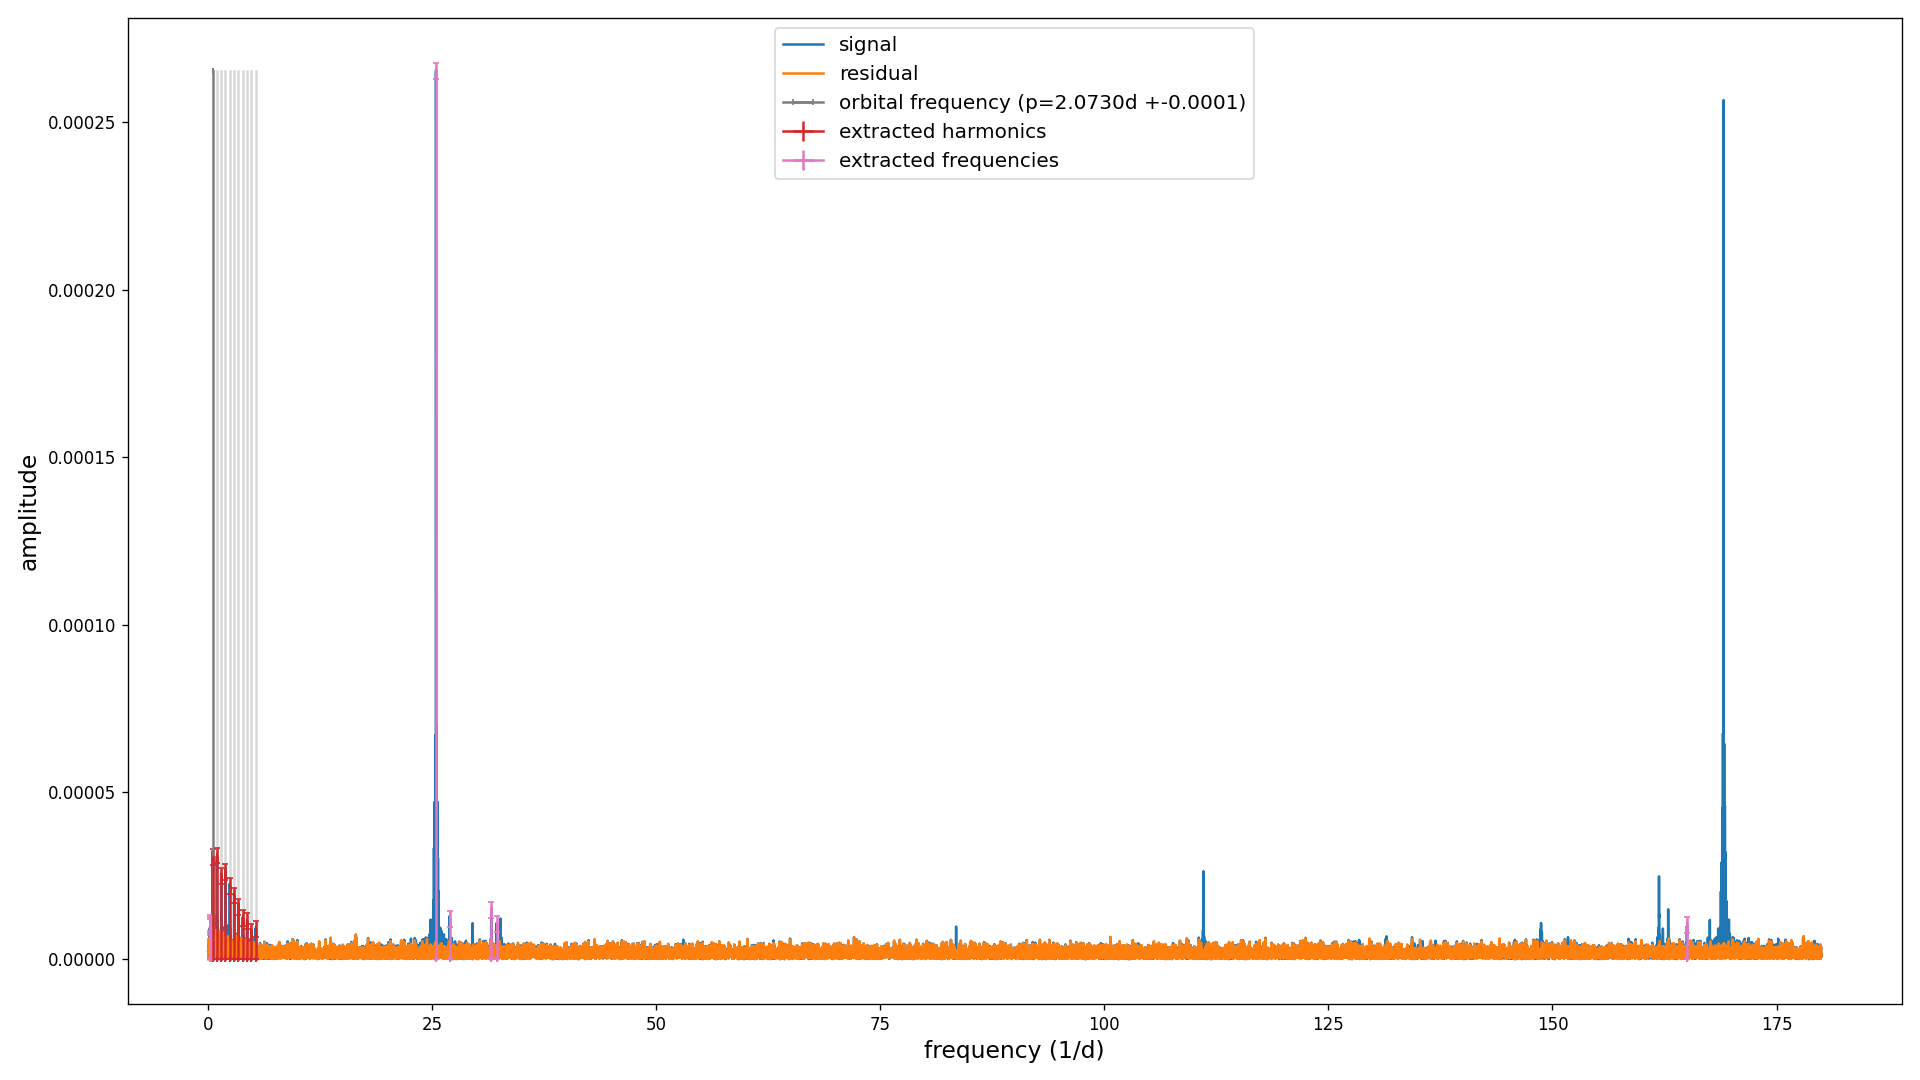 signal
residual
orbital frequency (p=2.0730d +-0.0001)
extracted harmonics
extracted frequencies
amplitude
0.00025
0.00020
0.00015
0.00010
0.00005
0.00000
0 25 50 75 100 125 150 175
frequency (1/d)